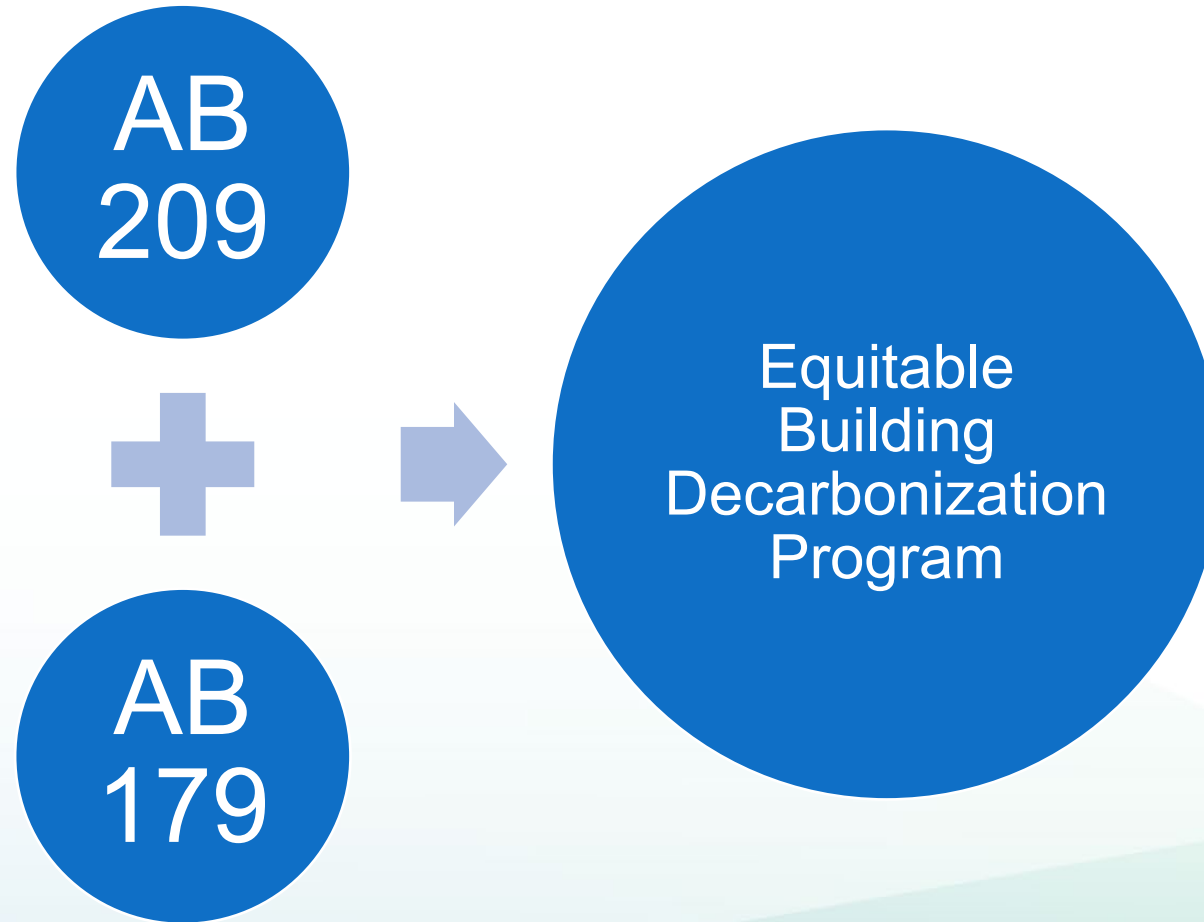 AB
209
AB
179
Equitable
Building
Decarbonization
Program